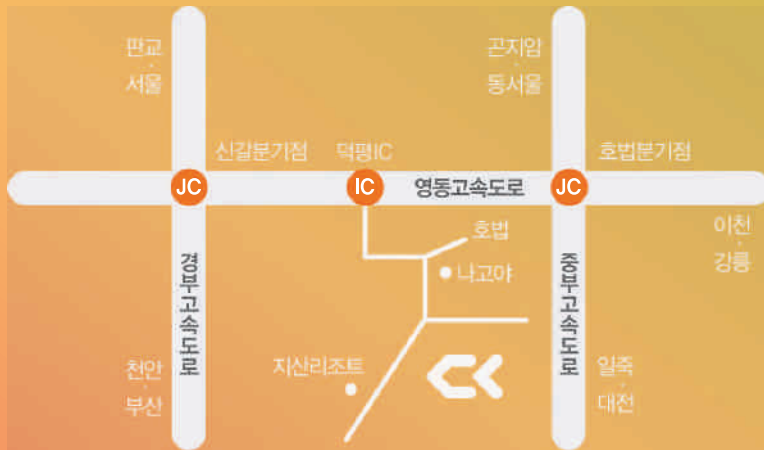 판교
·
서울
곤지암
·
동서울
신갈분기점
덕평IC
호법분기점
JC
IC
영동고속도로
JC
호법
이천
·
강릉
나고야
경부고속도로
중부고속도로
지산리조트
CK
천안
·
부산
일죽
·
대전